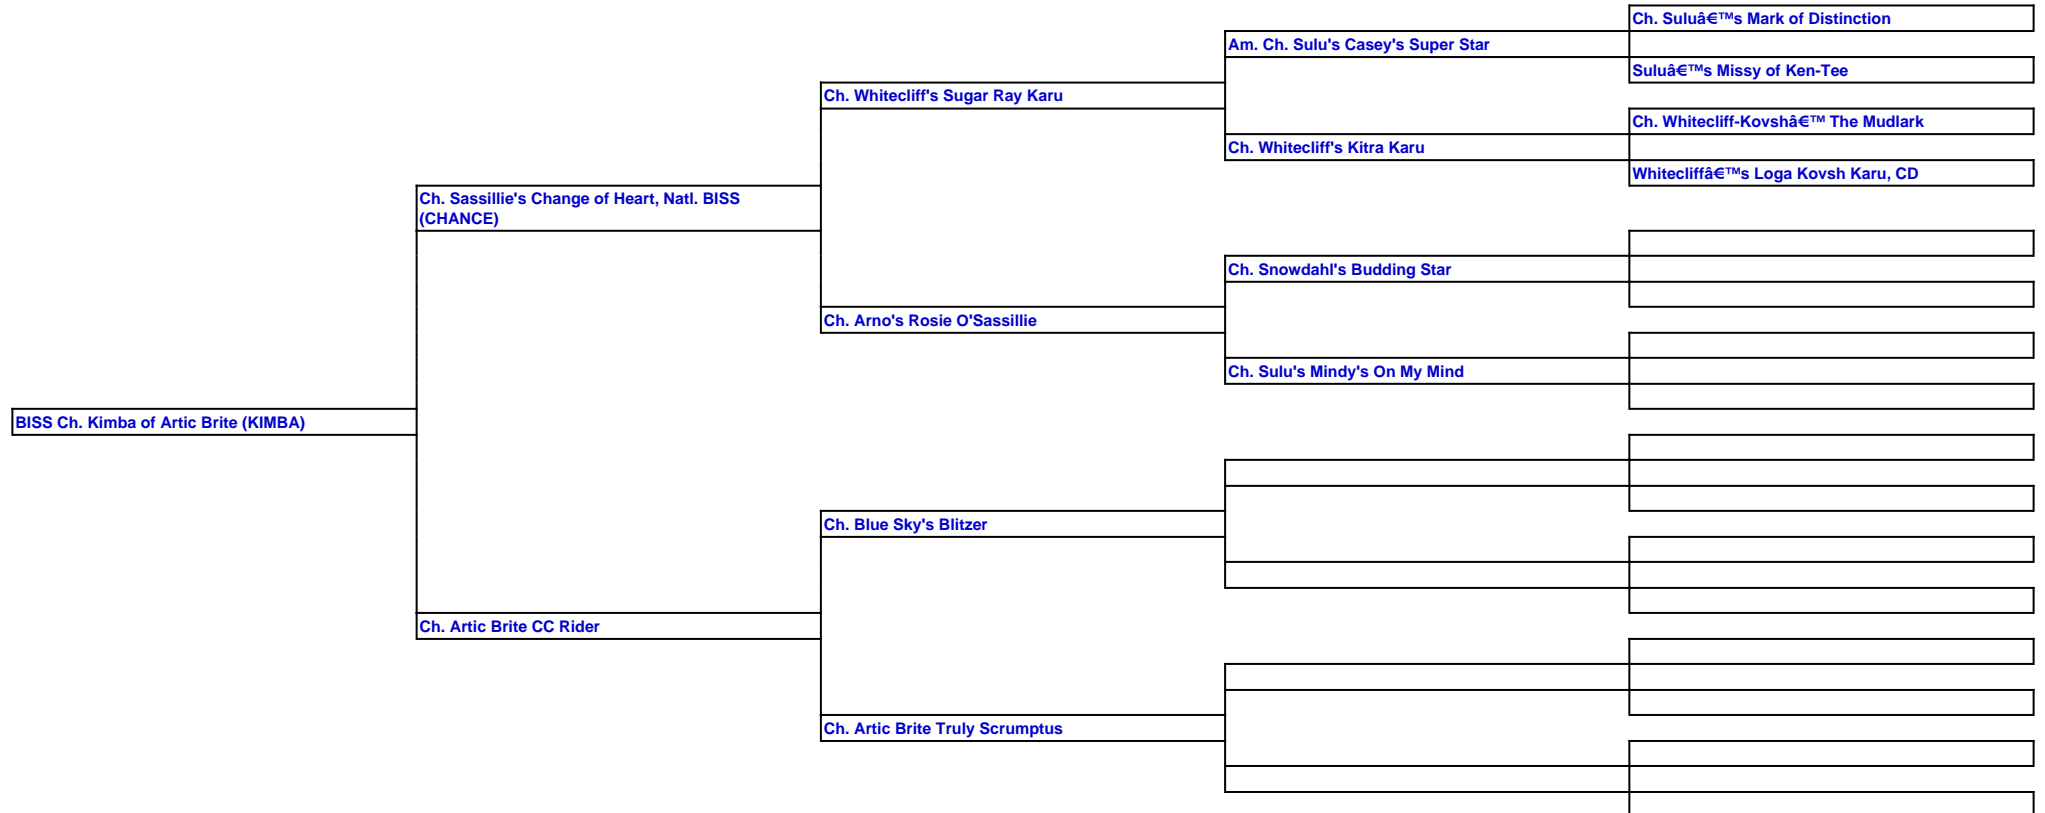 Ch. Suluâ€™s Mark of Distinction
Am. Ch. Sulu's Casey's Super Star
Suluâ€™s Missy of Ken-Tee
Ch. Whitecliff's Sugar Ray Karu
Ch. Whitecliff-Kovshâ€™ The Mudlark
Ch. Whitecliff's Kitra Karu
Whitecliffâ€™s Loga Kovsh Karu, CD
Ch. Sassillie's Change of Heart, Natl. BISS
(CHANCE)
Ch. Snowdahl's Budding Star
Ch. Arno's Rosie O'Sassillie
Ch. Sulu's Mindy's On My Mind
BISS Ch. Kimba of Artic Brite (KIMBA)
Ch. Blue Sky's Blitzer
Ch. Artic Brite CC Rider
Ch. Artic Brite Truly Scrumptus